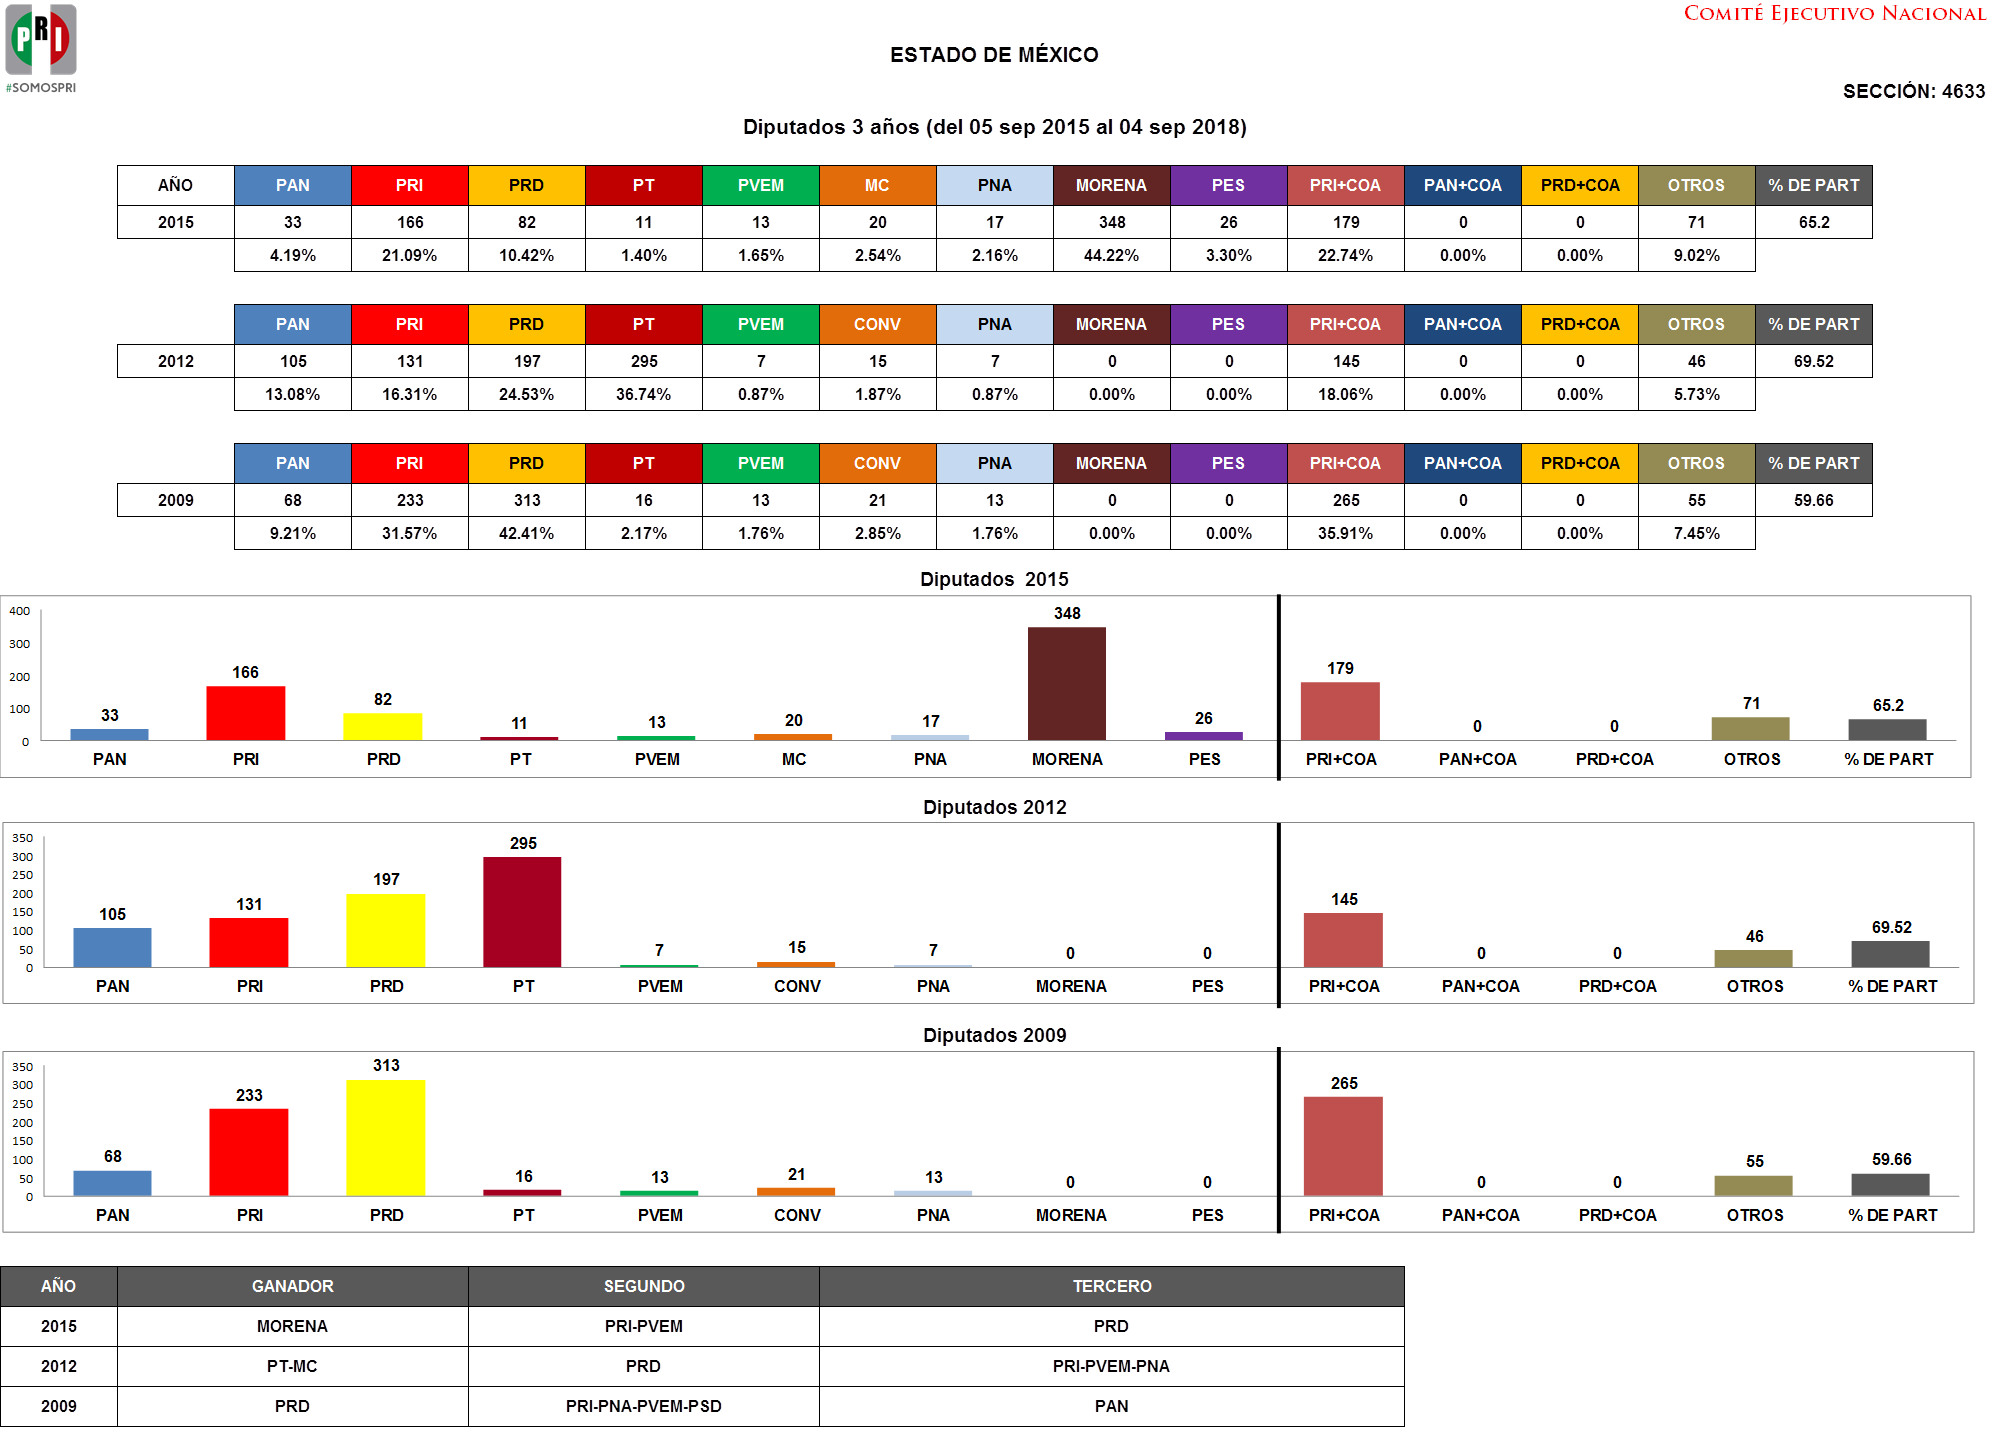 PRI
#SOMOSPRI
COMITÉ EJECUTIVO NACIONAL
ESTADO DE MÉXICO
SECCIÓN: 4633
Diputados 3 años (del 05 sep 2015 al 04 sep 2018)
AÑO PAN PRI PRD PT PVEM MC PNA MORENA PES PRI+COA PAN+COA PRD+COA OTROS % DE PART
2015 33 166 82 11 13 20 17 348 26 179 0 0 71 65.2
4.19% 21.09% 10.42% 1.40% 1.65% 2.54% 2.16% 44.22% 3.30% 22.74% 0.00% 0.00% 9.02%
PAN PRI PRD PT PVEM CONV PNA MORENA PES PRI+COA PAN+COA PRD+COA OTROS % DE PART
2012 105 131 197 295 7 15 7 0 0 145 0 0 46 69.52
13.08% 16.31% 24.53% 36.74% 0.87% 1.87% 0.87% 0.00% 0.00% 18.06% 0.00% 0.00% 5.73%
PAN PRI PRD PT PVEM CONV PNA MORENA PES PRI+COA PAN+COA PRD+COA OTROS % DE PART
2009 68 233 313 16 13 21 13 0 0 265 0 0 55 59.66
9.21% 31.57% 42.41% 2.17% 1.76% 2.85% 1.76% 0.00% 0.00% 35.91% 0.00% 0.00% 7.45%
Diputados 2015
400
300
200
100
0
33 166 82 11 13 20 17 348 26 179 0 0 71 65.2
PAN PRI PRD PT PVEM MC PNA MORENA PES PRI+COA PAN+COA PRD+COA OTROS % DE PART
Diputados 2012
350
300
250
200
150
100
50
0
105 131 197 295 7 15 7 0 0 145 0 0 46 69.52
PAN PRI PRD PT PVEM CONV PNA MORENA PES PRI+COA PAN+COA PRD+COA OTROS % DE PART
Diputados 2009
350
300
250
200
150
100
50
0
68 233 313 16 13 21 13 0 0 265 0 0 55 59.66
PAN PRI PRD PT PVEM CONV PNA MORENA PES PRI+COA PAN+COA PRD+COA OTROS % DE PART
AÑO GANADOR SEGUNDO TERCERO
2015 MORENA PRI-PVEM PRD
2012 PT-MC PRD PRI-PVEM-PNA
2009 PRD PRI-PNA-PVEM-PSD PAN